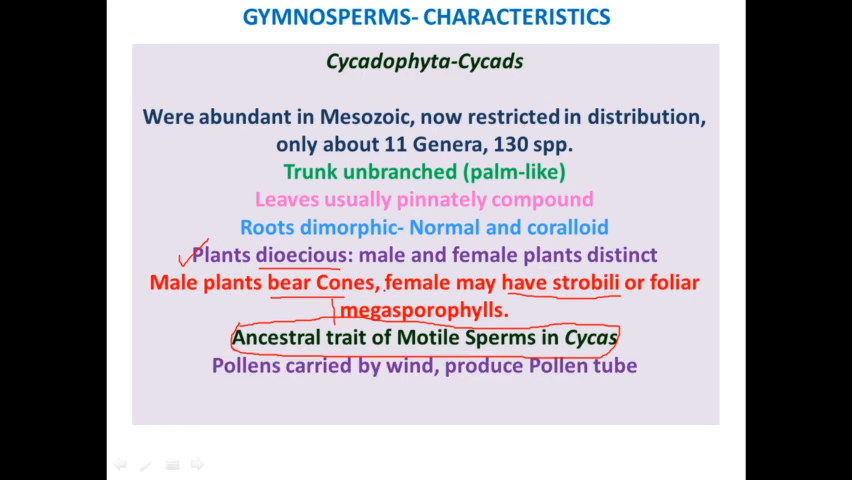 GYMNOSPERMS- CHARACTERISTICS
Cycadophyta-Cycads
Were abundant in Mesozoic, now restricted in distribution,
only about 11 Genera, 130 spp.
Trunk unbranched (palm-like)
Leaves usually pinnately compound
Roots dimorphic- Normal and coralloid
Plants dioecious: male and female plants distinct
Male plants bear Cones, female may have strobili or foliar
megasporophylls.
Ancestral trait of Motile Sperms in Cycas
Pollens carried by wind, produce Pollen tube